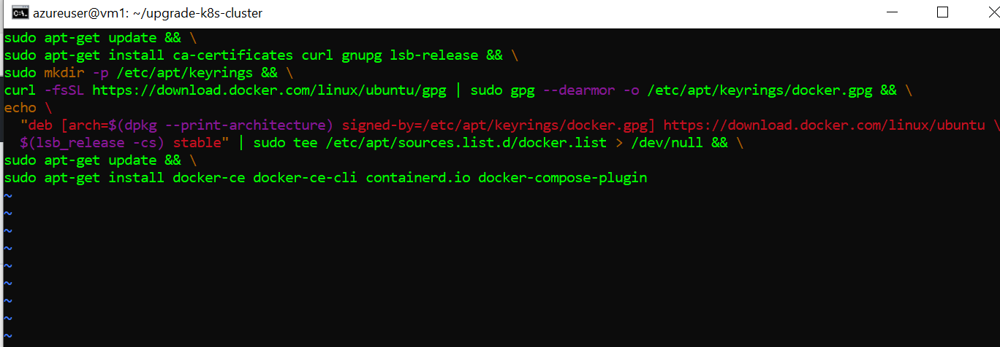 azureuser@vm1: ~/upgrade-k8s-cluster
sudo apt-get update && \
sudo apt-get install ca-certificates curl gnupg lsb-release && \
sudo mkdir -p /etc/apt/keyrings && \
curl -fsSL https://download.docker.com/linux/ubuntu/gpg | sudo gpg --dearmor -o /etc/apt/keyrings/docker.gpg && \
echo \
  "deb [arch=$(dpkg --print-architecture) signed-by=/etc/apt/keyrings/docker.gpg] https://download.docker.com/linux/ubuntu \
  $(lsb_release -cs) stable" | sudo tee /etc/apt/sources.list.d/docker.list > /dev/null && \
sudo apt-get update && \
sudo apt-get install docker-ce docker-ce-cli containerd.io docker-compose-plugin
~
~
~
~
~
~
~
~
~